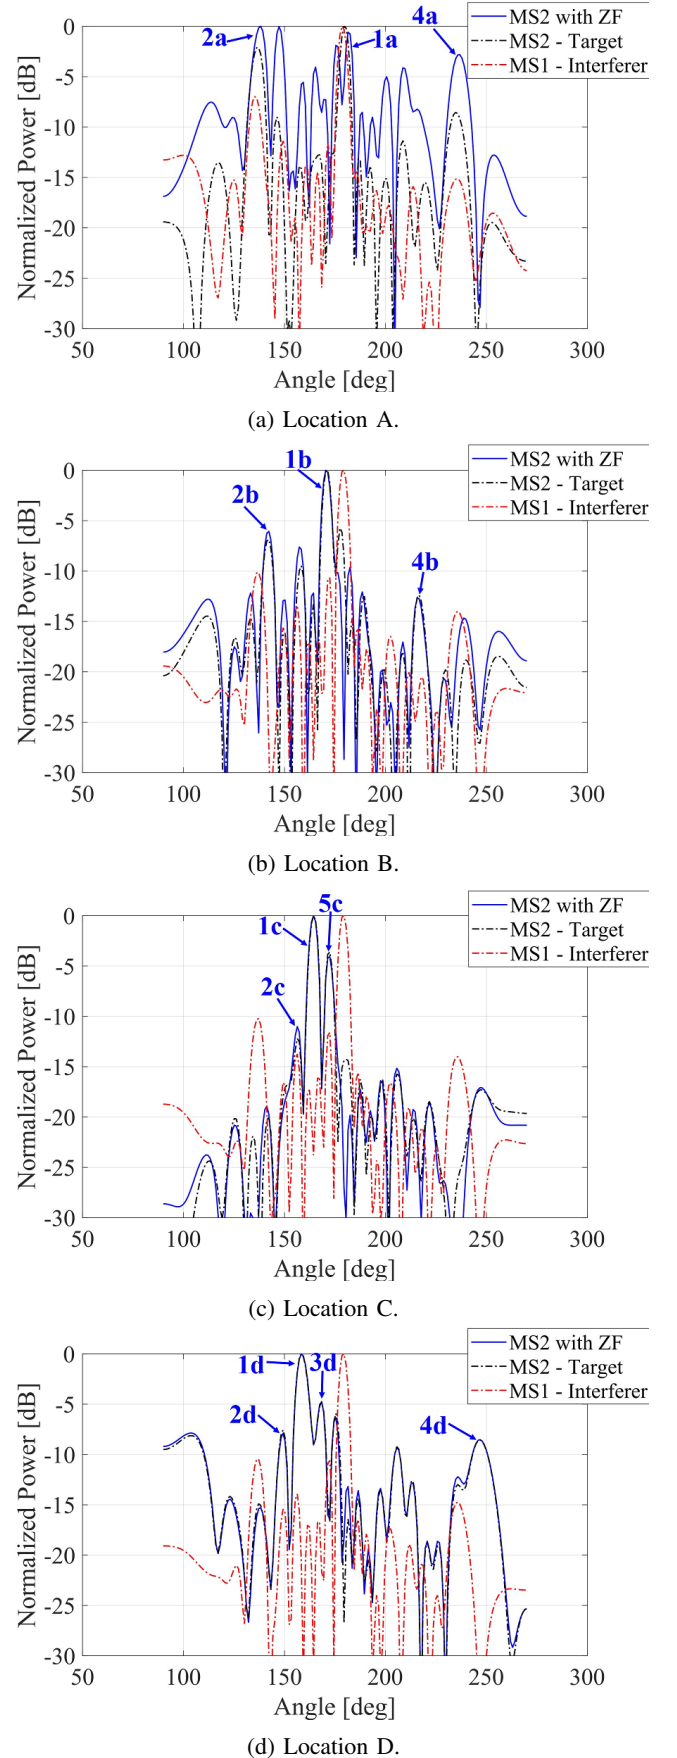 2a
4a
1a
MS2 with ZF
MS2 - Target
MS1 - Interferer
0
-5
-10
-15
-20
-25
-30
Normalized Power [dB]
50 100 150 200 250 300
Angle [deg]
(a) Location A.
1b
2b
4b
MS2 with ZF
MS2 - Target
MS1 - Interferer
0
-5
-10
-15
-20
-25
-30
Normalized Power [dB]
50 100 150 200 250 300
Angle [deg]
(b) Location B.
5c
1c
2c
MS2 with ZF
MS2 - Target
MS1 - Interferer
0
-5
-10
-15
-20
-25
-30
Normalized Power [dB]
50 100 150 200 250 300
Angle [deg]
(c) Location C.
1d
3d
2d
4d
MS2 with ZF
MS2 - Target
MS1 - Interferer
0
-5
-10
-15
-20
-25
-30
Normalized Power [dB]
50 100 150 200 250 300
Angle [deg]
(d) Location D.